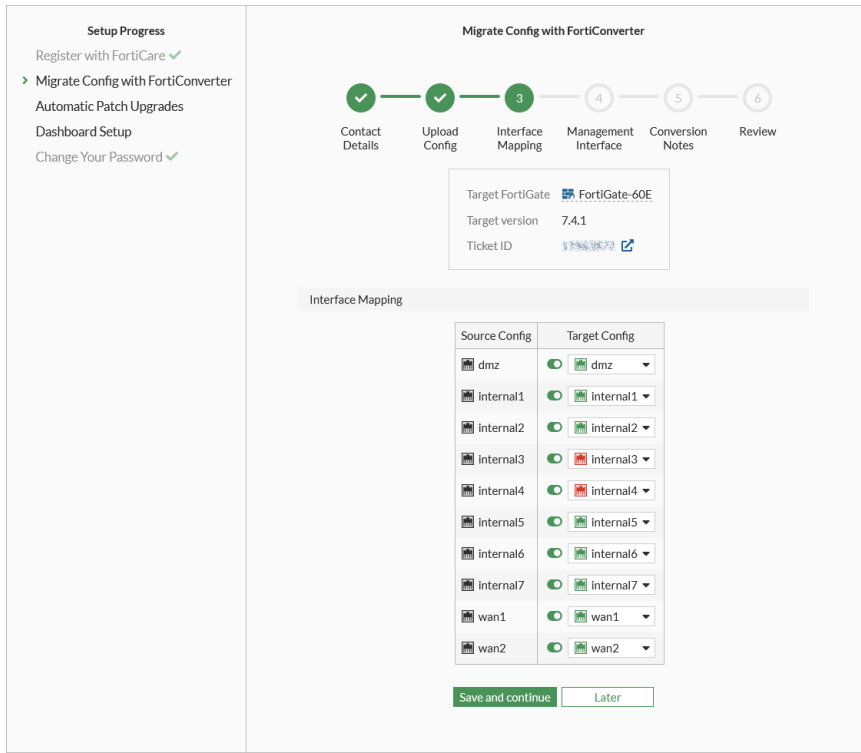 Setup Progress
Register with FortiCare
Migrate Config with FortiConverter
Automatic Patch Upgrades
Dashboard Setup
Change Your Password
Migrate Config with FortiConverter
3
4
5
6
Contact Details
Upload Config
Interface Mapping
Management Interface
Conversion Notes
Review
Target FortiGate FortiGate-60E
Target version 7.4.1
Ticket ID
Interface Mapping
Source Config Target Config
dmz dmz
internal1 internal1
internal2 internal2
internal3 internal3
internal4 internal4
internal5 internal5
internal6 internal6
internal7 internal7
wan1 wan1
wan2 wan2
Save and continue Later